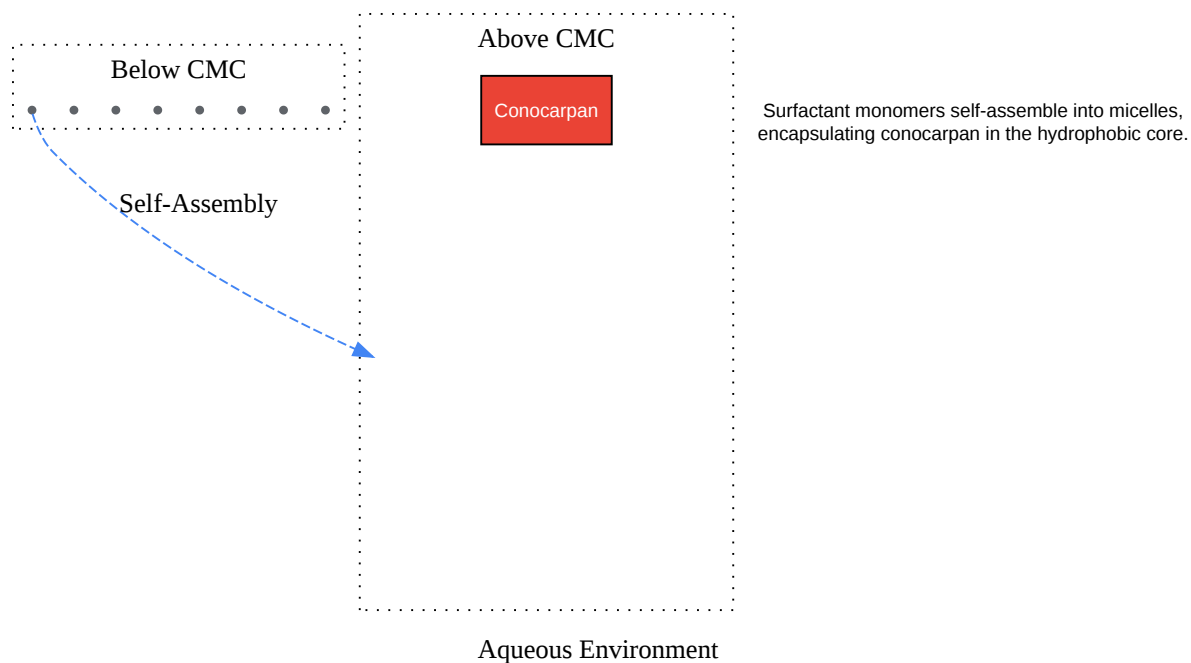 Above CMC
Below CMC
Conocarpan
Surfactant monomers self-assemble into micelles,
encapsulating conocarpan in the hydrophobic core.
Self-Assembly
Aqueous Environment